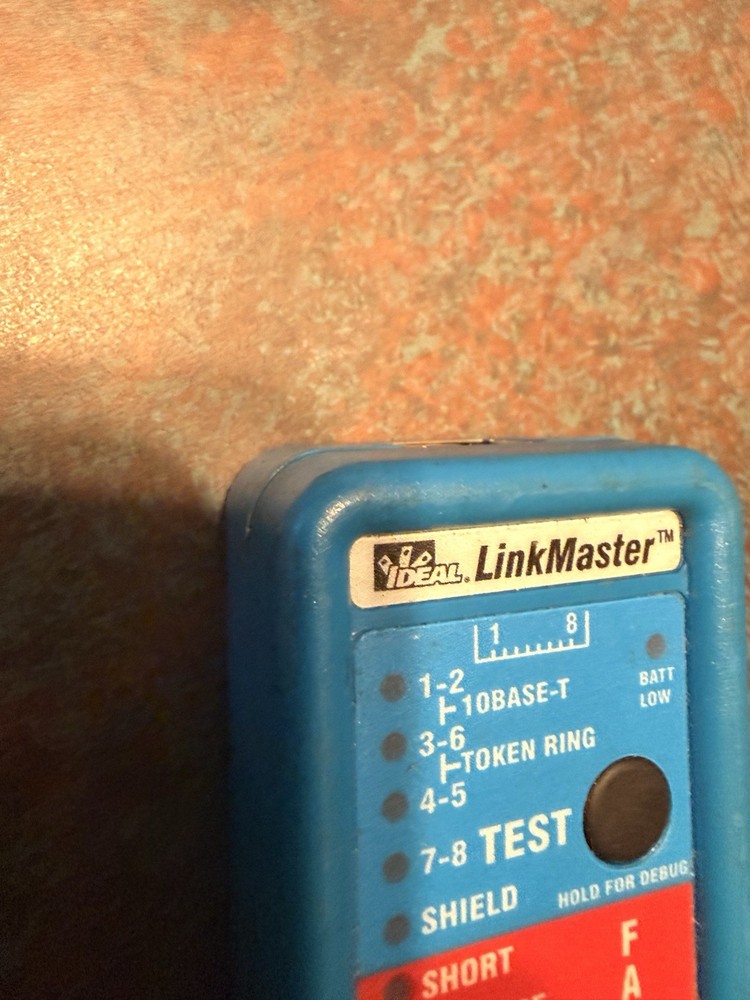 IDEAL® LinkMaster™
1 8
1-2
10BASE-T
BATT
LOW
3-6
TOKEN RING
4-5
7-8 TEST
SHIELD
HOLD FOR DEBUG
SHORT
F
A